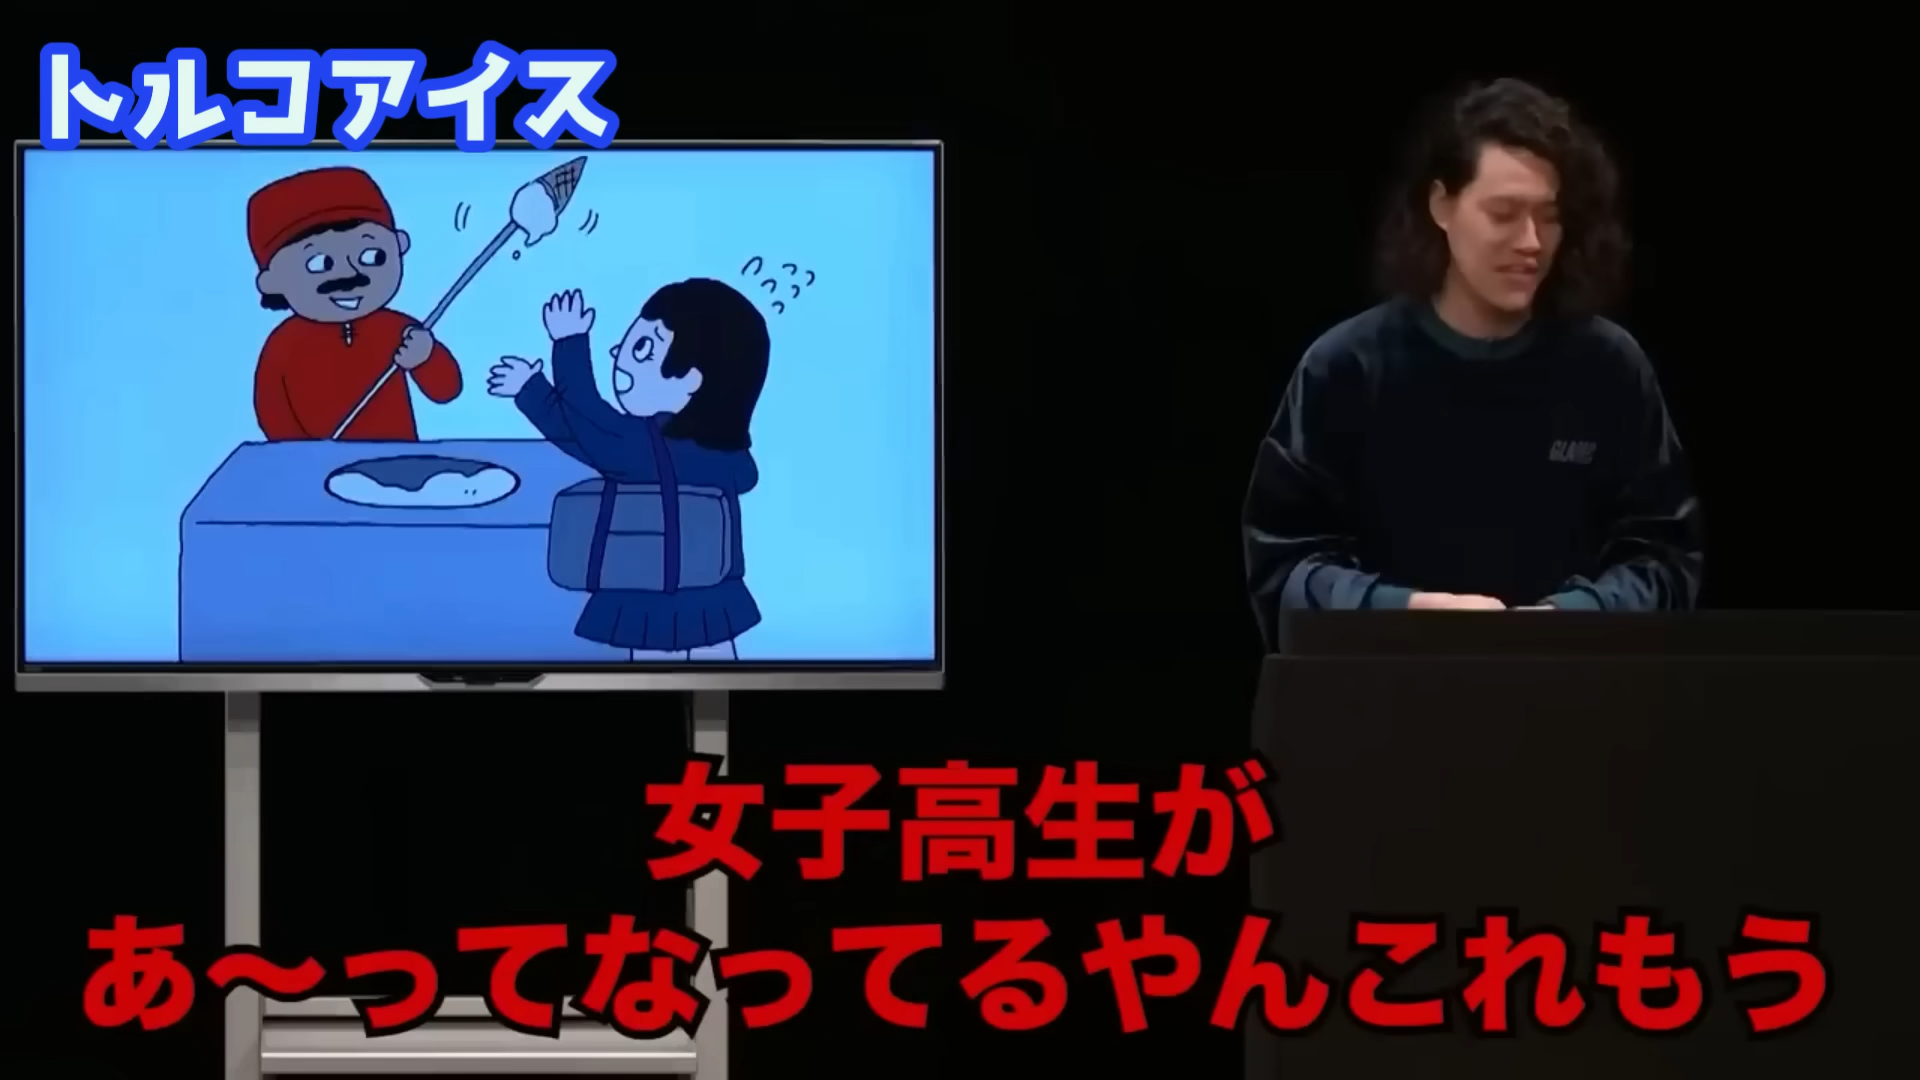 トルコアイス
女子高生が
あ〜ってなってるやんこれもう